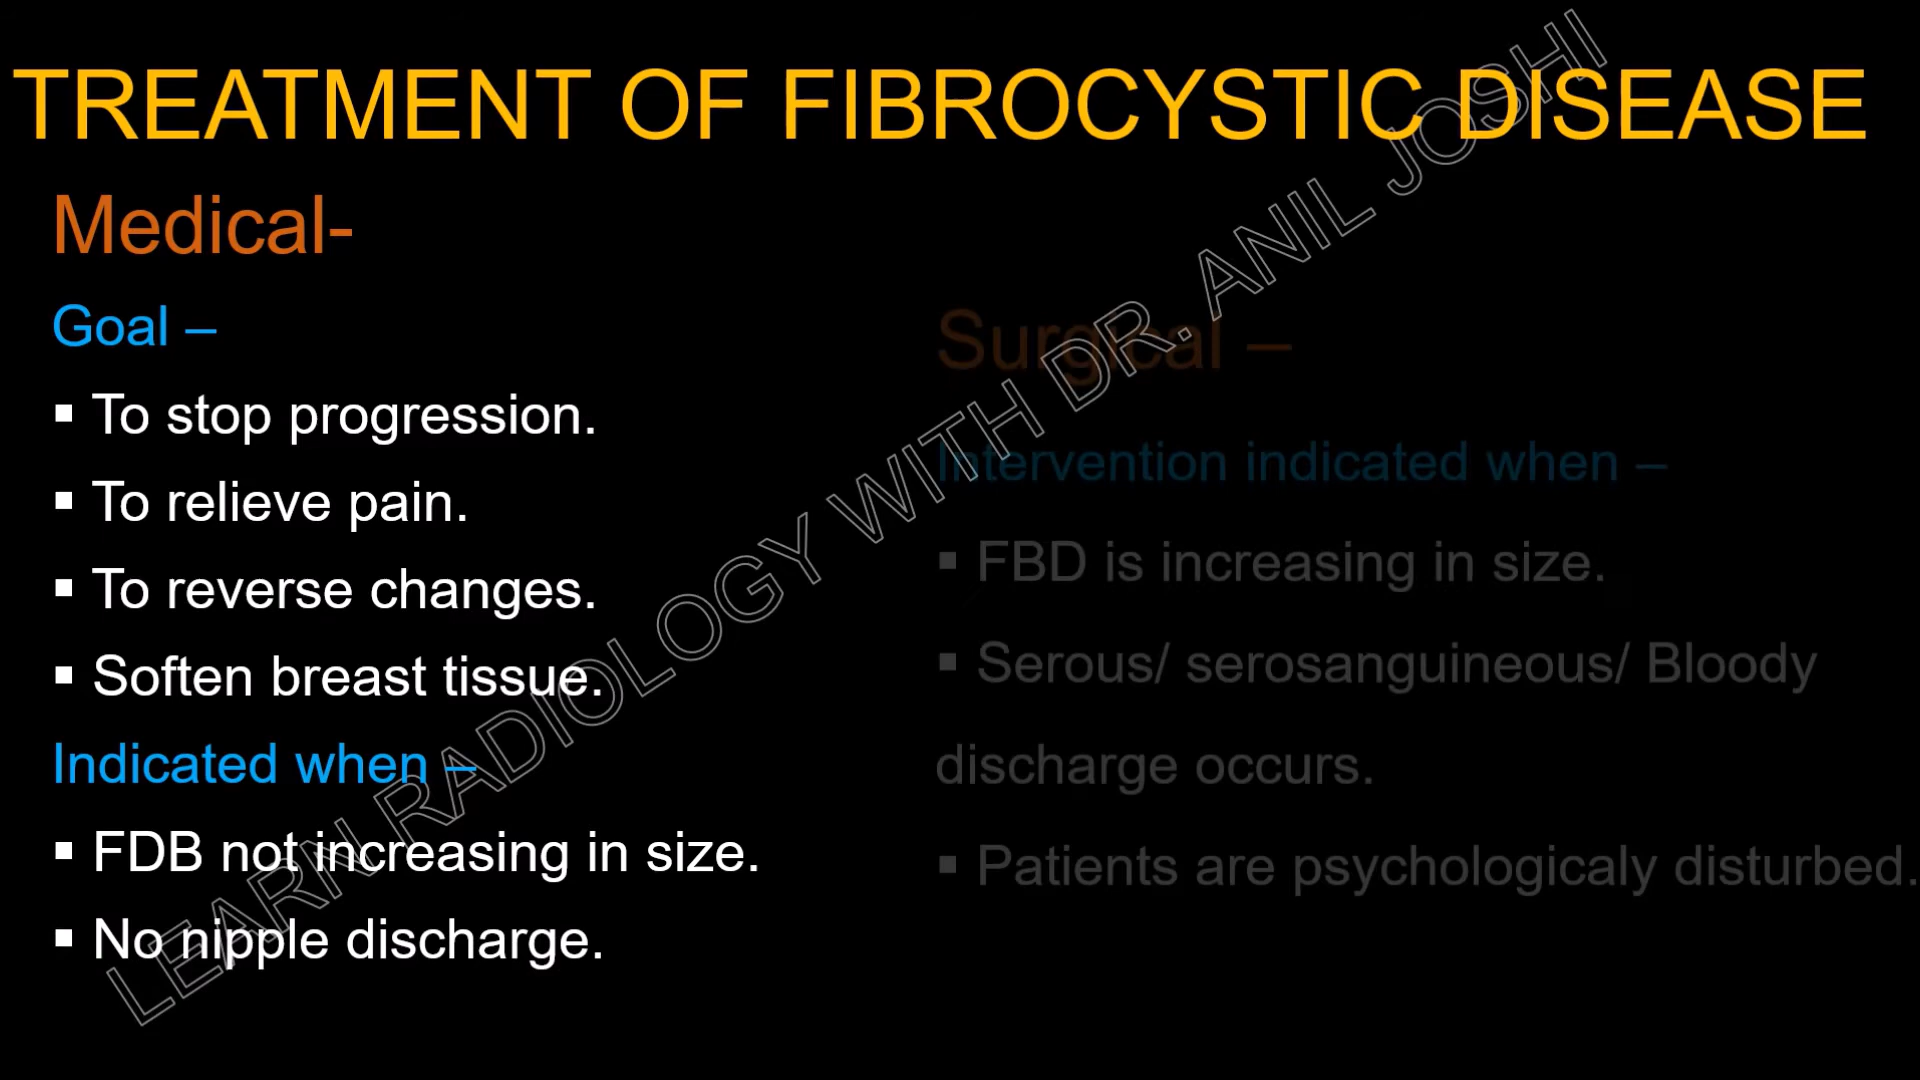 TREATMENT OF FIBROCYSTIC DISEASE
Medical-
Goal –
▪ To stop progression.
▪ To relieve pain.
▪ To reverse changes.
▪ Soften breast tissue.
Indicated when –
▪ FDB not increasing in size.
▪ No nipple discharge.
Surgical –
Intervention indicated when –
▪ FBD is increasing in size.
▪ Serous/ serosanguineous/ Bloody
discharge occurs.
▪ Patients are psychologicaly disturbed.
LEARN RADIOLOGY WITH DR. ANIL JOSHI